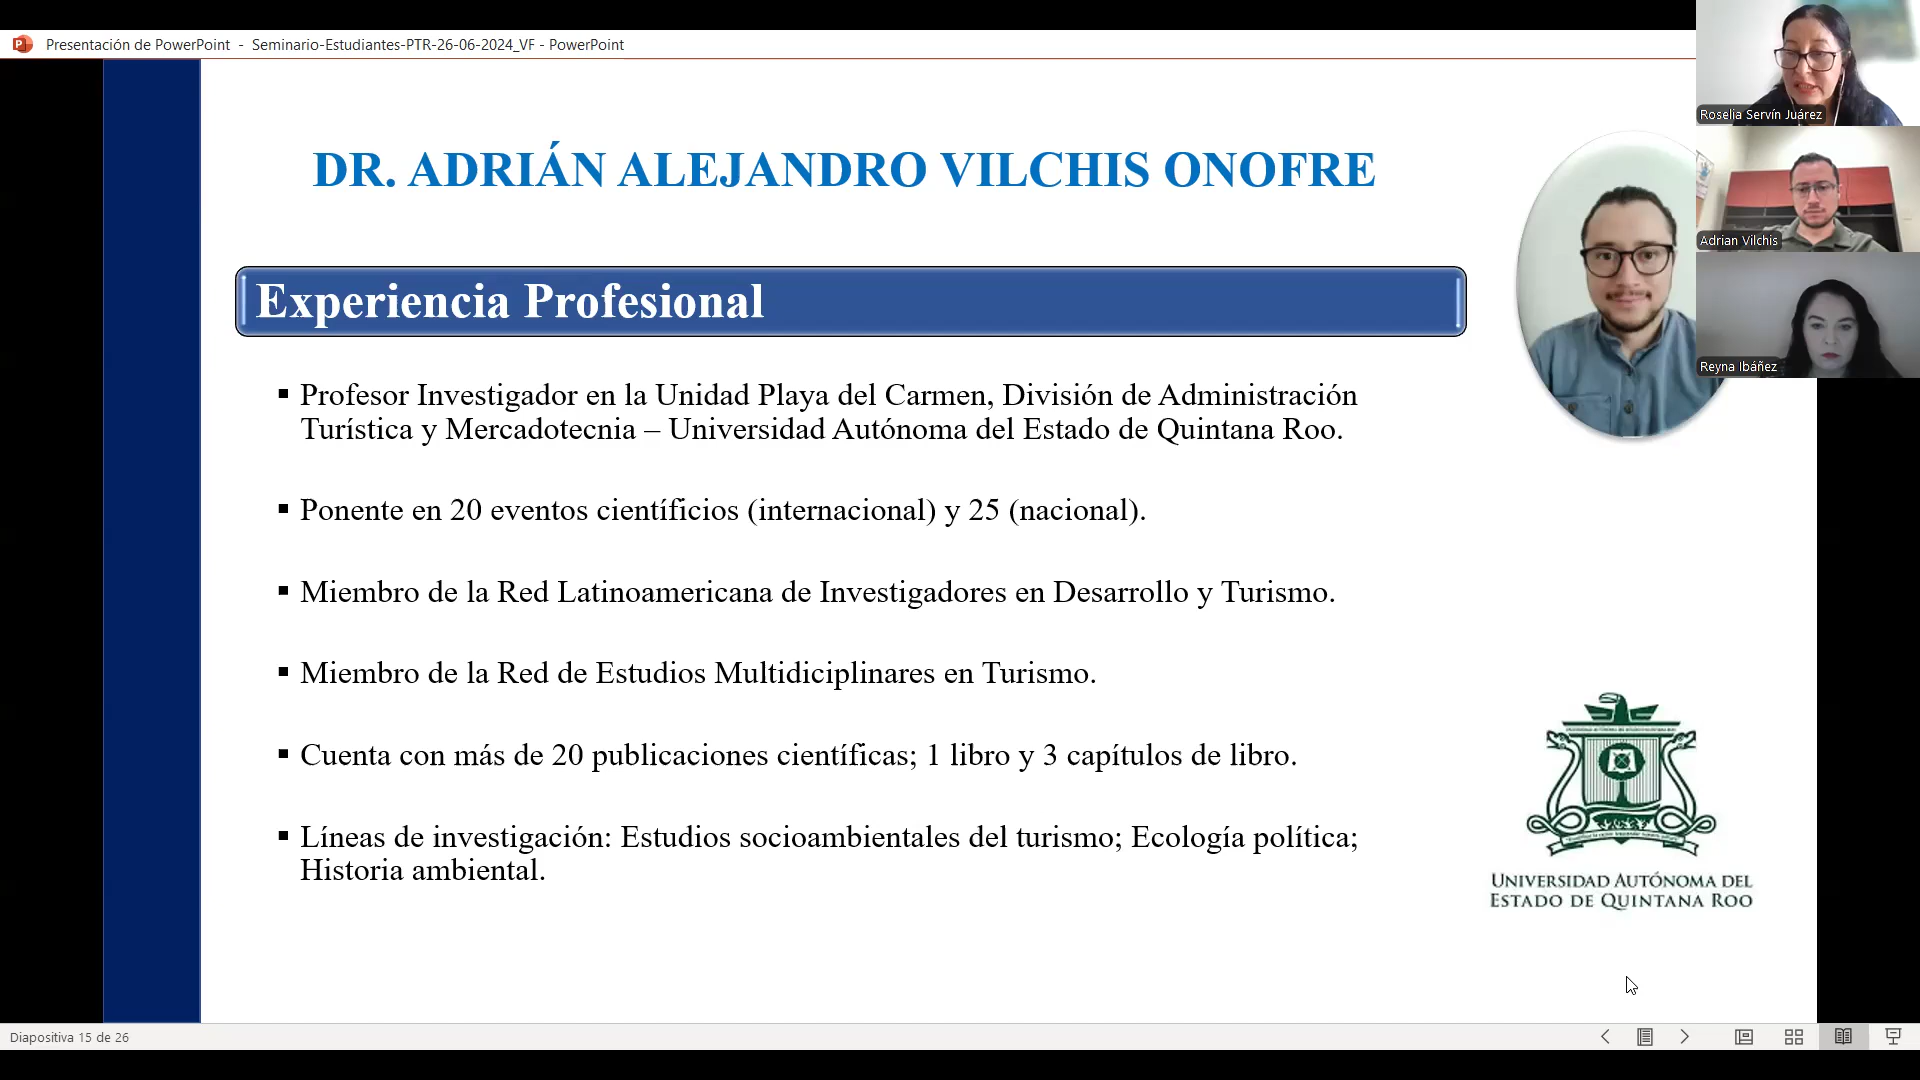 Presentación de PowerPoint - Seminario-Estudiantes-PTR-26-06-2024_VF - PowerPoint
Roselia Servín Juárez
DR. ADRIÁN ALEJANDRO VILCHIS ONOFRE
Adrian Vilchis
Experiencia Profesional
Reyna Ibáñez
▪ Profesor Investigador en la Unidad Playa del Carmen, División de Administración
Turística y Mercadotecnia – Universidad Autónoma del Estado de Quintana Roo.
▪ Ponente en 20 eventos científicios (internacional) y 25 (nacional).
▪ Miembro de la Red Latinoamericana de Investigadores en Desarrollo y Turismo.
▪ Miembro de la Red de Estudios Multidiciplinares en Turismo.
▪ Cuenta con más de 20 publicaciones científicas; 1 libro y 3 capítulos de libro.
▪ Líneas de investigación: Estudios socioambientales del turismo; Ecología política;
Historia ambiental.
UNIVERSIDAD AUTÓNOMA DEL
ESTADO DE QUINTANA ROO
Diapositiva 15 de 26